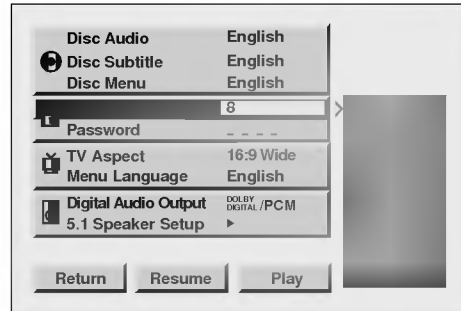 Disc Audio English
Disc Subtitle English
Disc Menu English
8
Password _ _ _ _
TV Aspect 16:9 Wide
Menu Language English
Digital Audio Output DOLBY DIGITAL /PCM
5.1 Speaker Setup ▶
Return Resume Play